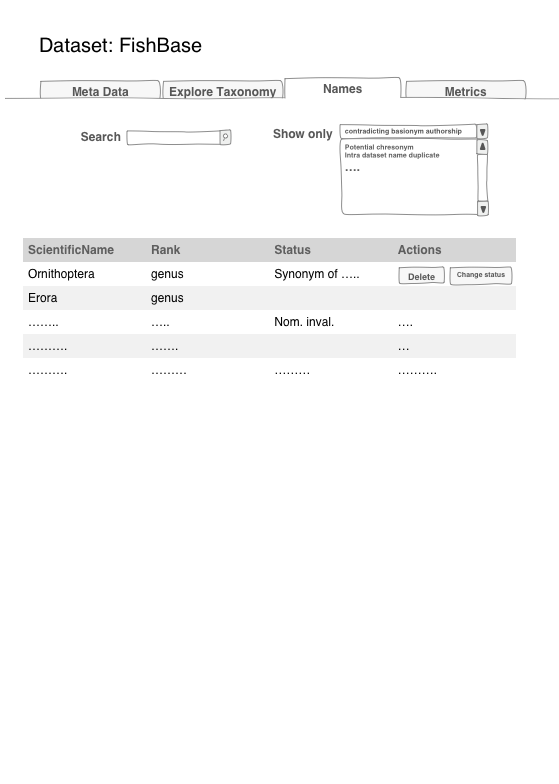 Dataset: FishBase
Meta Data Explore Taxonomy Names Metrics
Search Show only contradicting basionym authorship
Potential chresonym
Intra dataset name duplicate
....
ScientificName Rank Status Actions
Ornithoptera genus Synonym of ..... Delete Change status
Erora genus
........ ..... Nom. inval. ....
.......... ....... ...
.......... ......... ......... ..........